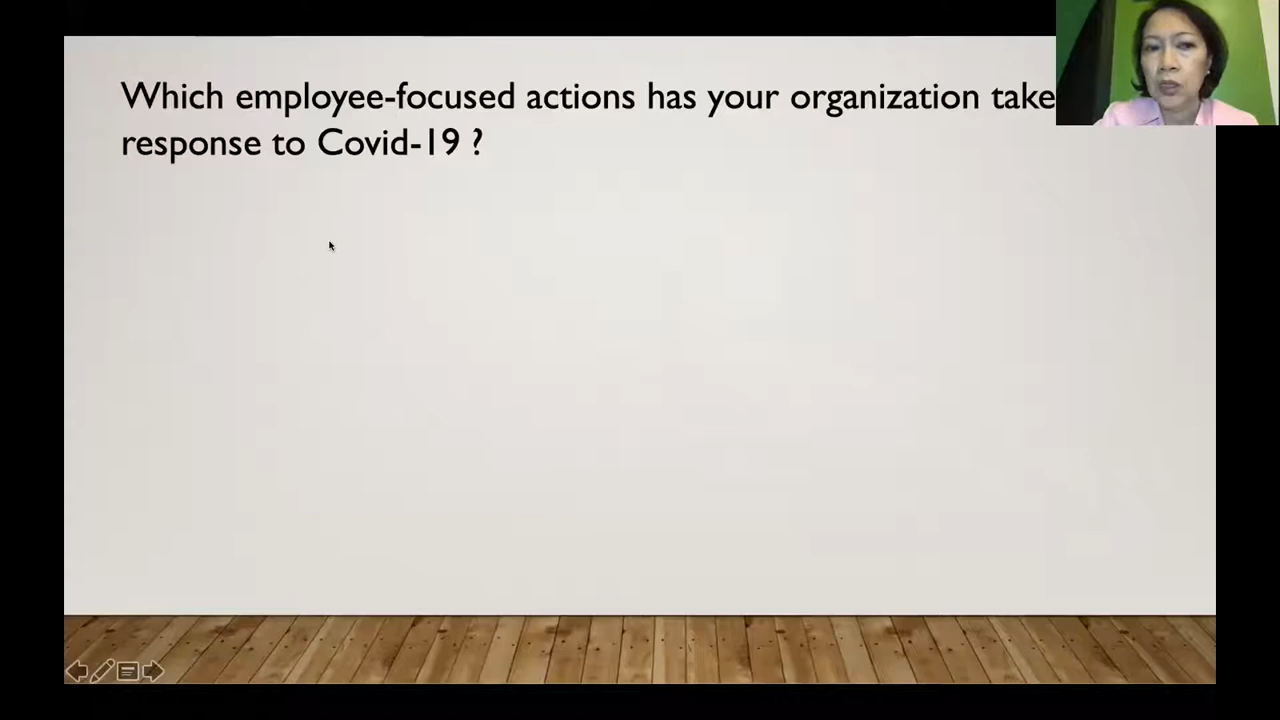 Which employee-focused actions has your organization take
response to Covid-19 ?